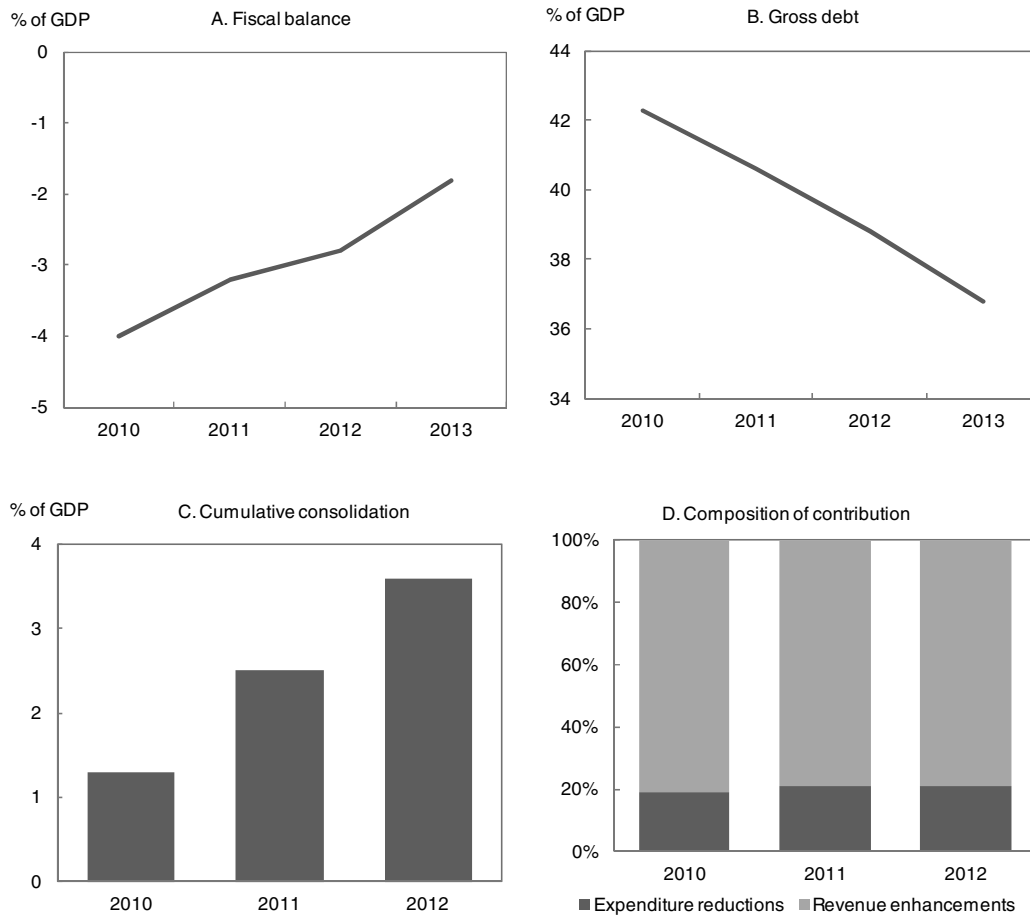 % of GDP
A. Fiscal balance
0
-1
-2
-3
-4
-5
2010 2011 2012 2013
% of GDP
B. Gross debt
44
42
40
38
36
34
2010 2011 2012 2013
% of GDP
C. Cumulative consolidation
4
3
2
1
0
2010 2011 2012
D. Composition of contribution
100%
80%
60%
40%
20%
0%
2010 2011 2012
Expenditure reductions Revenue enhancements